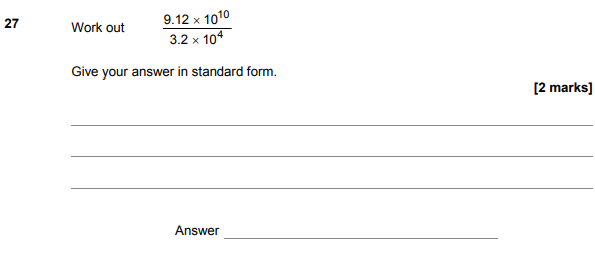 27 Work out 9.12 × 10¹⁰
3.2 × 10⁴
Give your answer in standard form.
[2 marks]
Answer